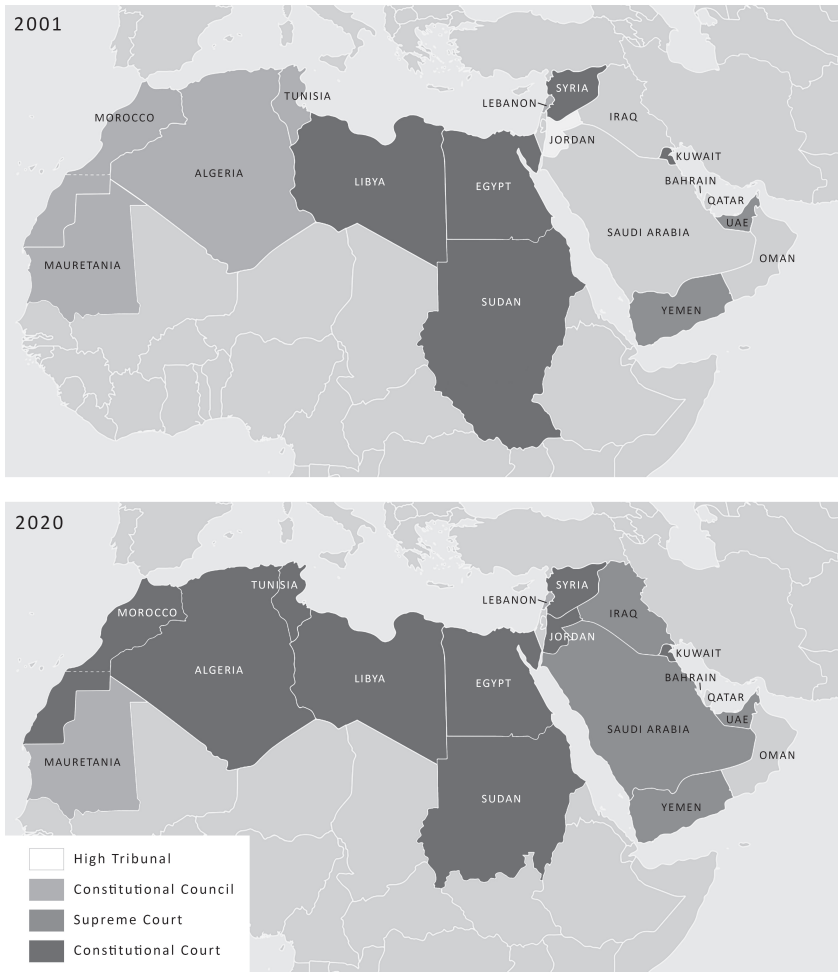 2001
TUNISIA
SYRIA
LEBANON
MOROCCO
IRAQ
JORDAN
KUWAIT
ALGERIA
LIBYA
EGYPT
BAHRAIN
QATAR
UAE
SAUDI ARABIA
MAURETANIA
OMAN
SUDAN
YEMEN
2020
TUNISIA
SYRIA
LEBANON
MOROCCO
IRAQ
JORDAN
KUWAIT
ALGERIA
LIBYA
EGYPT
BAHRAIN
QATAR
UAE
SAUDI ARABIA
MAURETANIA
OMAN
SUDAN
YEMEN
High Tribunal
Constitutional Council
Supreme Court
Constitutional Court